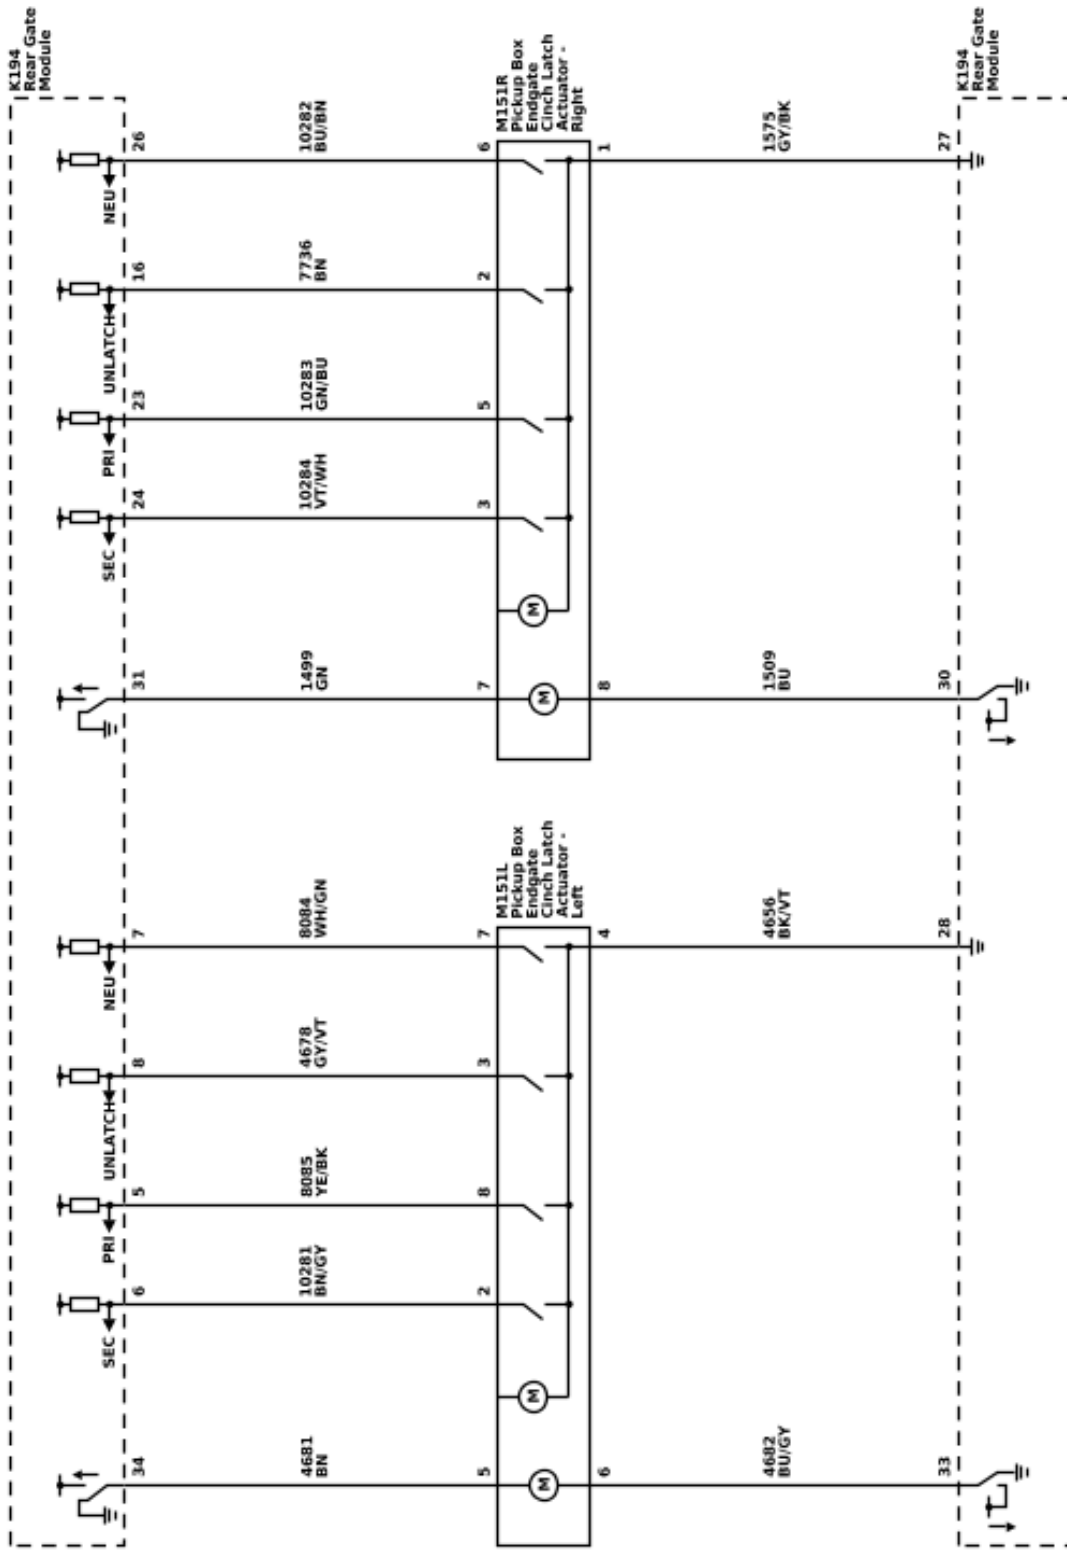 K194
Rear Gate
Module
SEC
PRI
UNLATCH
NEU
SEC
PRI
UNLATCH
NEU
34
6
5
8
7
31
24
23
16
26
4681
BN
10281
BN/GY
8085
YE/BK
4678
GY/VT
8084
WH/GN
1499
GN
10284
VT/WH
10283
GN/BU
7736
BN
10282
BU/BN
5
2
8
3
7
7
3
5
2
6
M
M
M151L
Pickup Box
Endgate
Cinch Latch
Actuator -
Left
M
M
M151R
Pickup Box
Endgate
Cinch Latch
Actuator -
Right
6
4
8
1
4682
BU/GY
4656
BK/VT
1509
BU
1575
GY/BK
33
28
30
27
K194
Rear Gate
Module